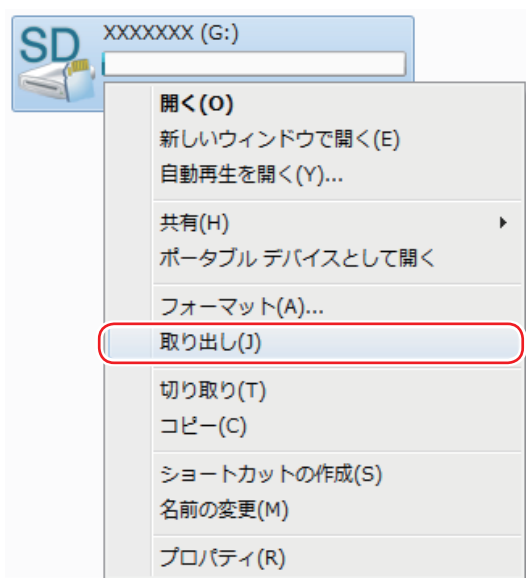 SD
XXXXXXX (G:)
開く(O)
新しいウィンドウで開く(E)
自動再生を開く(Y)...
共有(H)
ポータブル デバイスとして開く
フォーマット(A)...
取り出し(J)
切り取り(T)
コピー(C)
ショートカットの作成(S)
名前の変更(M)
プロパティ(R)